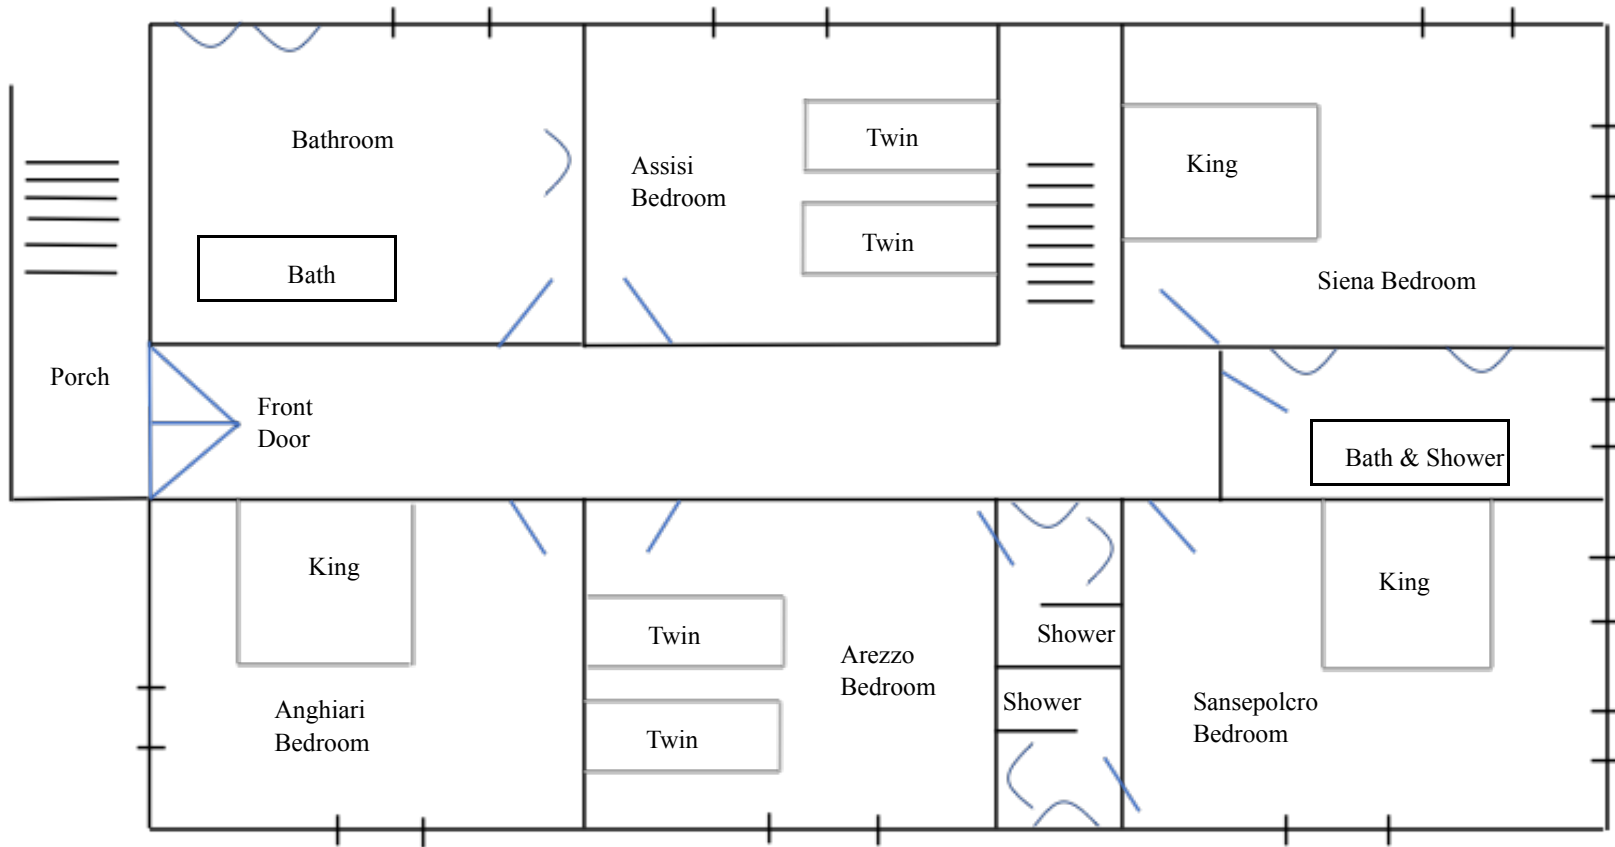 Bathroom
Bath
Assisi
Bedroom
Twin
Twin
King
Siena Bedroom
Porch
Front
Door
Bath & Shower
King
Anghiari
Bedroom
Twin
Twin
Arezzo
Bedroom
Shower
Shower
King
Sansepolcro
Bedroom